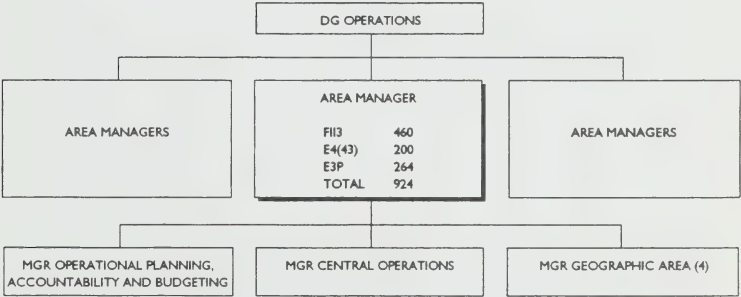 DG OPERATIONS
AREA MANAGERS
AREA MANAGER
FII3 460
E4(43) 200
E3P 264
TOTAL 924
AREA MANAGERS
MGR OPERATIONAL PLANNING,
ACCOUNTABILITY AND BUDGETING
MGR CENTRAL OPERATIONS
MGR GEOGRAPHIC AREA (4)